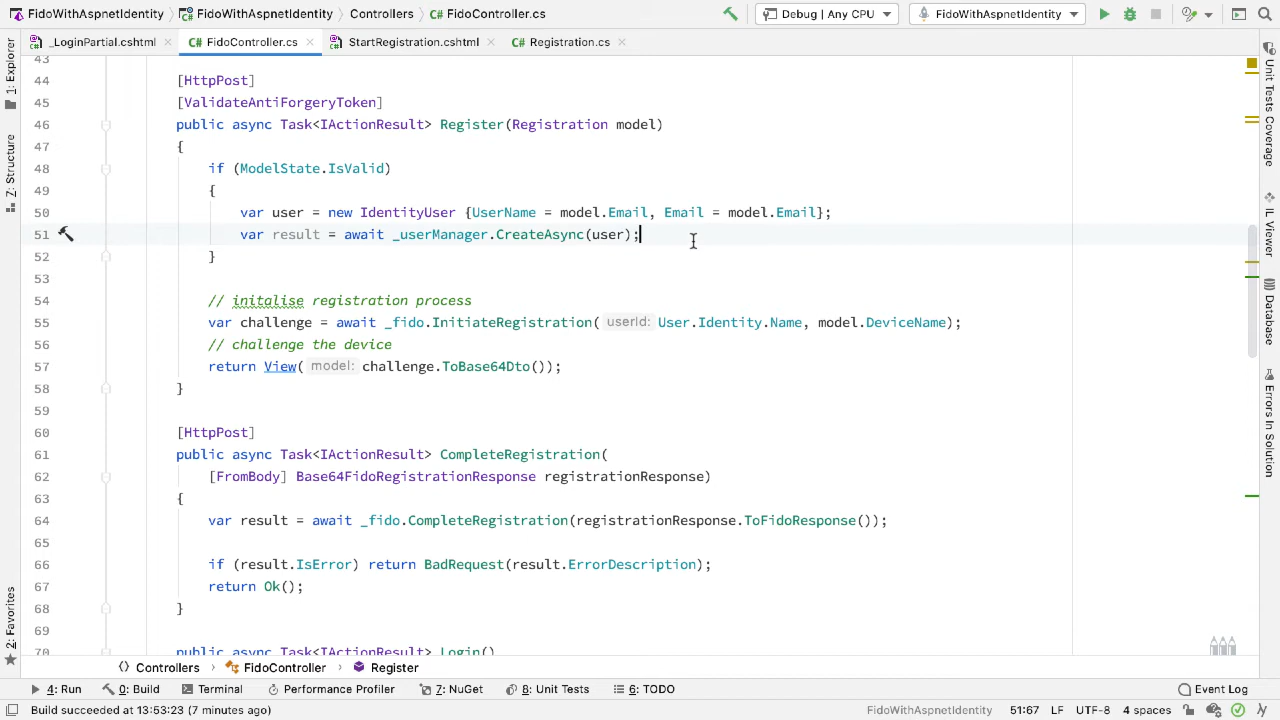 FidoWithAspnetIdentity FidoWithAspnetIdentity Controllers C# FidoController.cs Debug | Any CPU FidoWithAspnetIdentity
_LoginPartial.cshtml C# FidoController.cs StartRegistration.cshtml C# Registration.cs
1: Explorer
Z: Structure
2: Favorites
43
44 [HttpPost]
45 [ValidateAntiForgeryToken]
46 public async Task<IActionResult> Register(Registration model)
47 {
48 if (ModelState.IsValid)
49 {
50 var user = new IdentityUser {UserName = model.Email, Email = model.Email};
51 var result = await _userManager.CreateAsync(user);
52 }
53
54 // initalise registration process
55 var challenge = await _fido.InitiateRegistration( userId: User.Identity.Name, model.DeviceName);
56 // challenge the device
57 return View( model: challenge.ToBase64Dto());
58 }
59
60 [HttpPost]
61 public async Task<IActionResult> CompleteRegistration(
62 [FromBody] Base64FidoRegistrationResponse registrationResponse)
63 {
64 var result = await _fido.CompleteRegistration(registrationResponse.ToFidoResponse());
65
66 if (result.IsError) return BadRequest(result.ErrorDescription);
67 return Ok();
68 }
69
70 public async Task<IActionResult> Login()
Unit Tests Coverage
IL Viewer
Database
Errors In Solution
Controllers FidoController Register
4: Run 0: Build Terminal Performance Profiler 7: NuGet 8: Unit Tests 6: TODO Event Log
Build succeeded at 13:53:23 (7 minutes ago) FidoWithAspnetIdentity 51:67 LF UTF-8 4 spaces